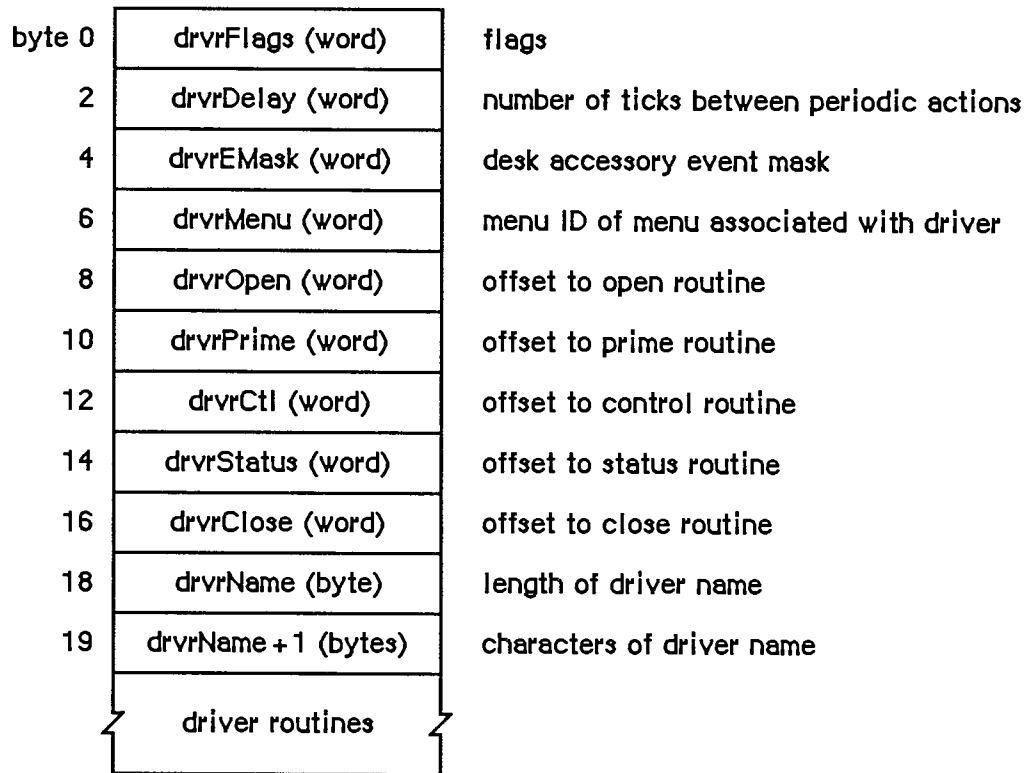 byte 0 drvrFlags (word) flags
2 drvrDelay (word) number of ticks between periodic actions
4 drvrEMask (word) desk accessory event mask
6 drvrMenu (word) menu ID of menu associated with driver
8 drvrOpen (word) offset to open routine
10 drvrPrime (word) offset to prime routine
12 drvrCtl (word) offset to control routine
14 drvrStatus (word) offset to status routine
16 drvrClose (word) offset to close routine
18 drvrName (byte) length of driver name
19 drvrName+1 (bytes) characters of driver name
driver routines